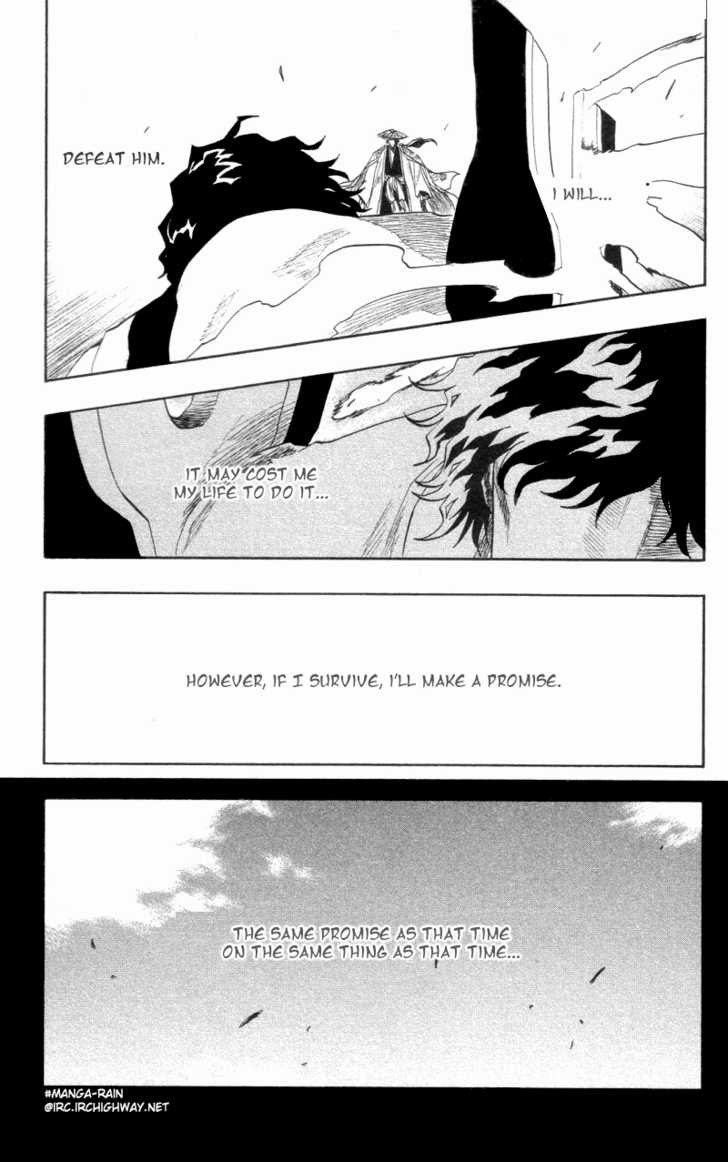 DEFEAT HIM.
I WILL...
IT MAY COST ME
MY LIFE TO DO IT...
HOWEVER, IF I SURVIVE, I'LL MAKE A PROMISE.
THE SAME PROMISE AS THAT TIME
ON THE SAME THING AS THAT TIME...
#MANGA-RAIN
@IRC.IRCHIGHWAY.NET